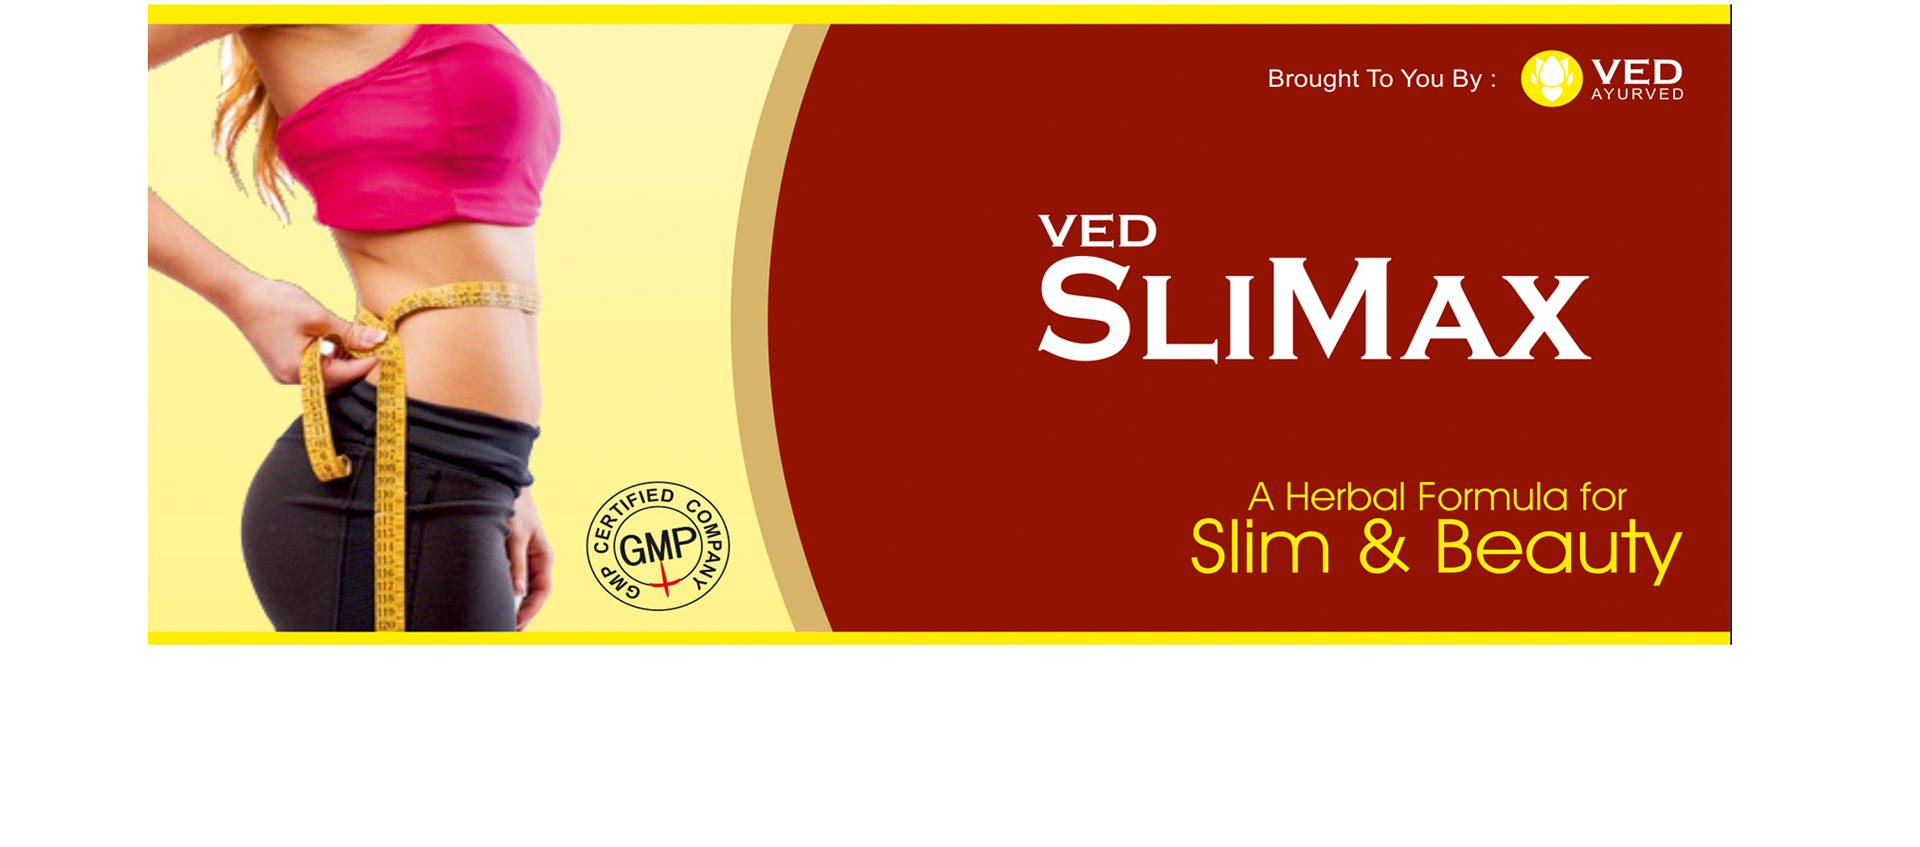 Brought To You By :
VED
AYURVED
VED
SLIMAX
A Herbal Formula for
Slim & Beauty
GMP CERTIFIED COMPANY
GMP